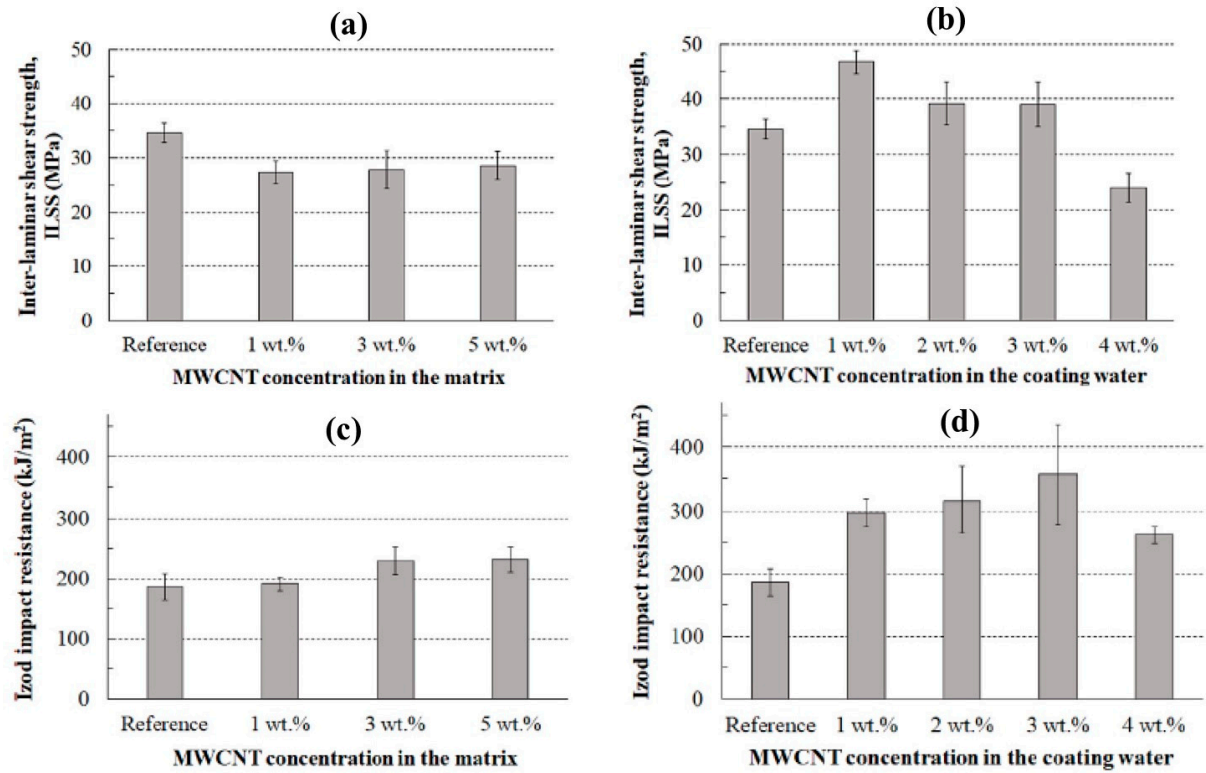 (a)
Inter-laminar shear strength,
ILSS (MPa)
50
40
30
20
10
0
Reference 1 wt.% 3 wt.% 5 wt.%
MWCNT concentration in the matrix
(b)
Inter-laminar shear strength,
ILSS (MPa)
50
40
30
20
10
0
Reference 1 wt.% 2 wt.% 3 wt.% 4 wt.%
MWCNT concentration in the coating water
(c)
Izod impact resistance (kJ/m²)
400
300
200
100
0
Reference 1 wt.% 3 wt.% 5 wt.%
MWCNT concentration in the matrix
(d)
Izod impact resistance (kJ/m²)
400
300
200
100
0
Reference 1 wt.% 2 wt.% 3 wt.% 4 wt.%
MWCNT concentration in the coating water